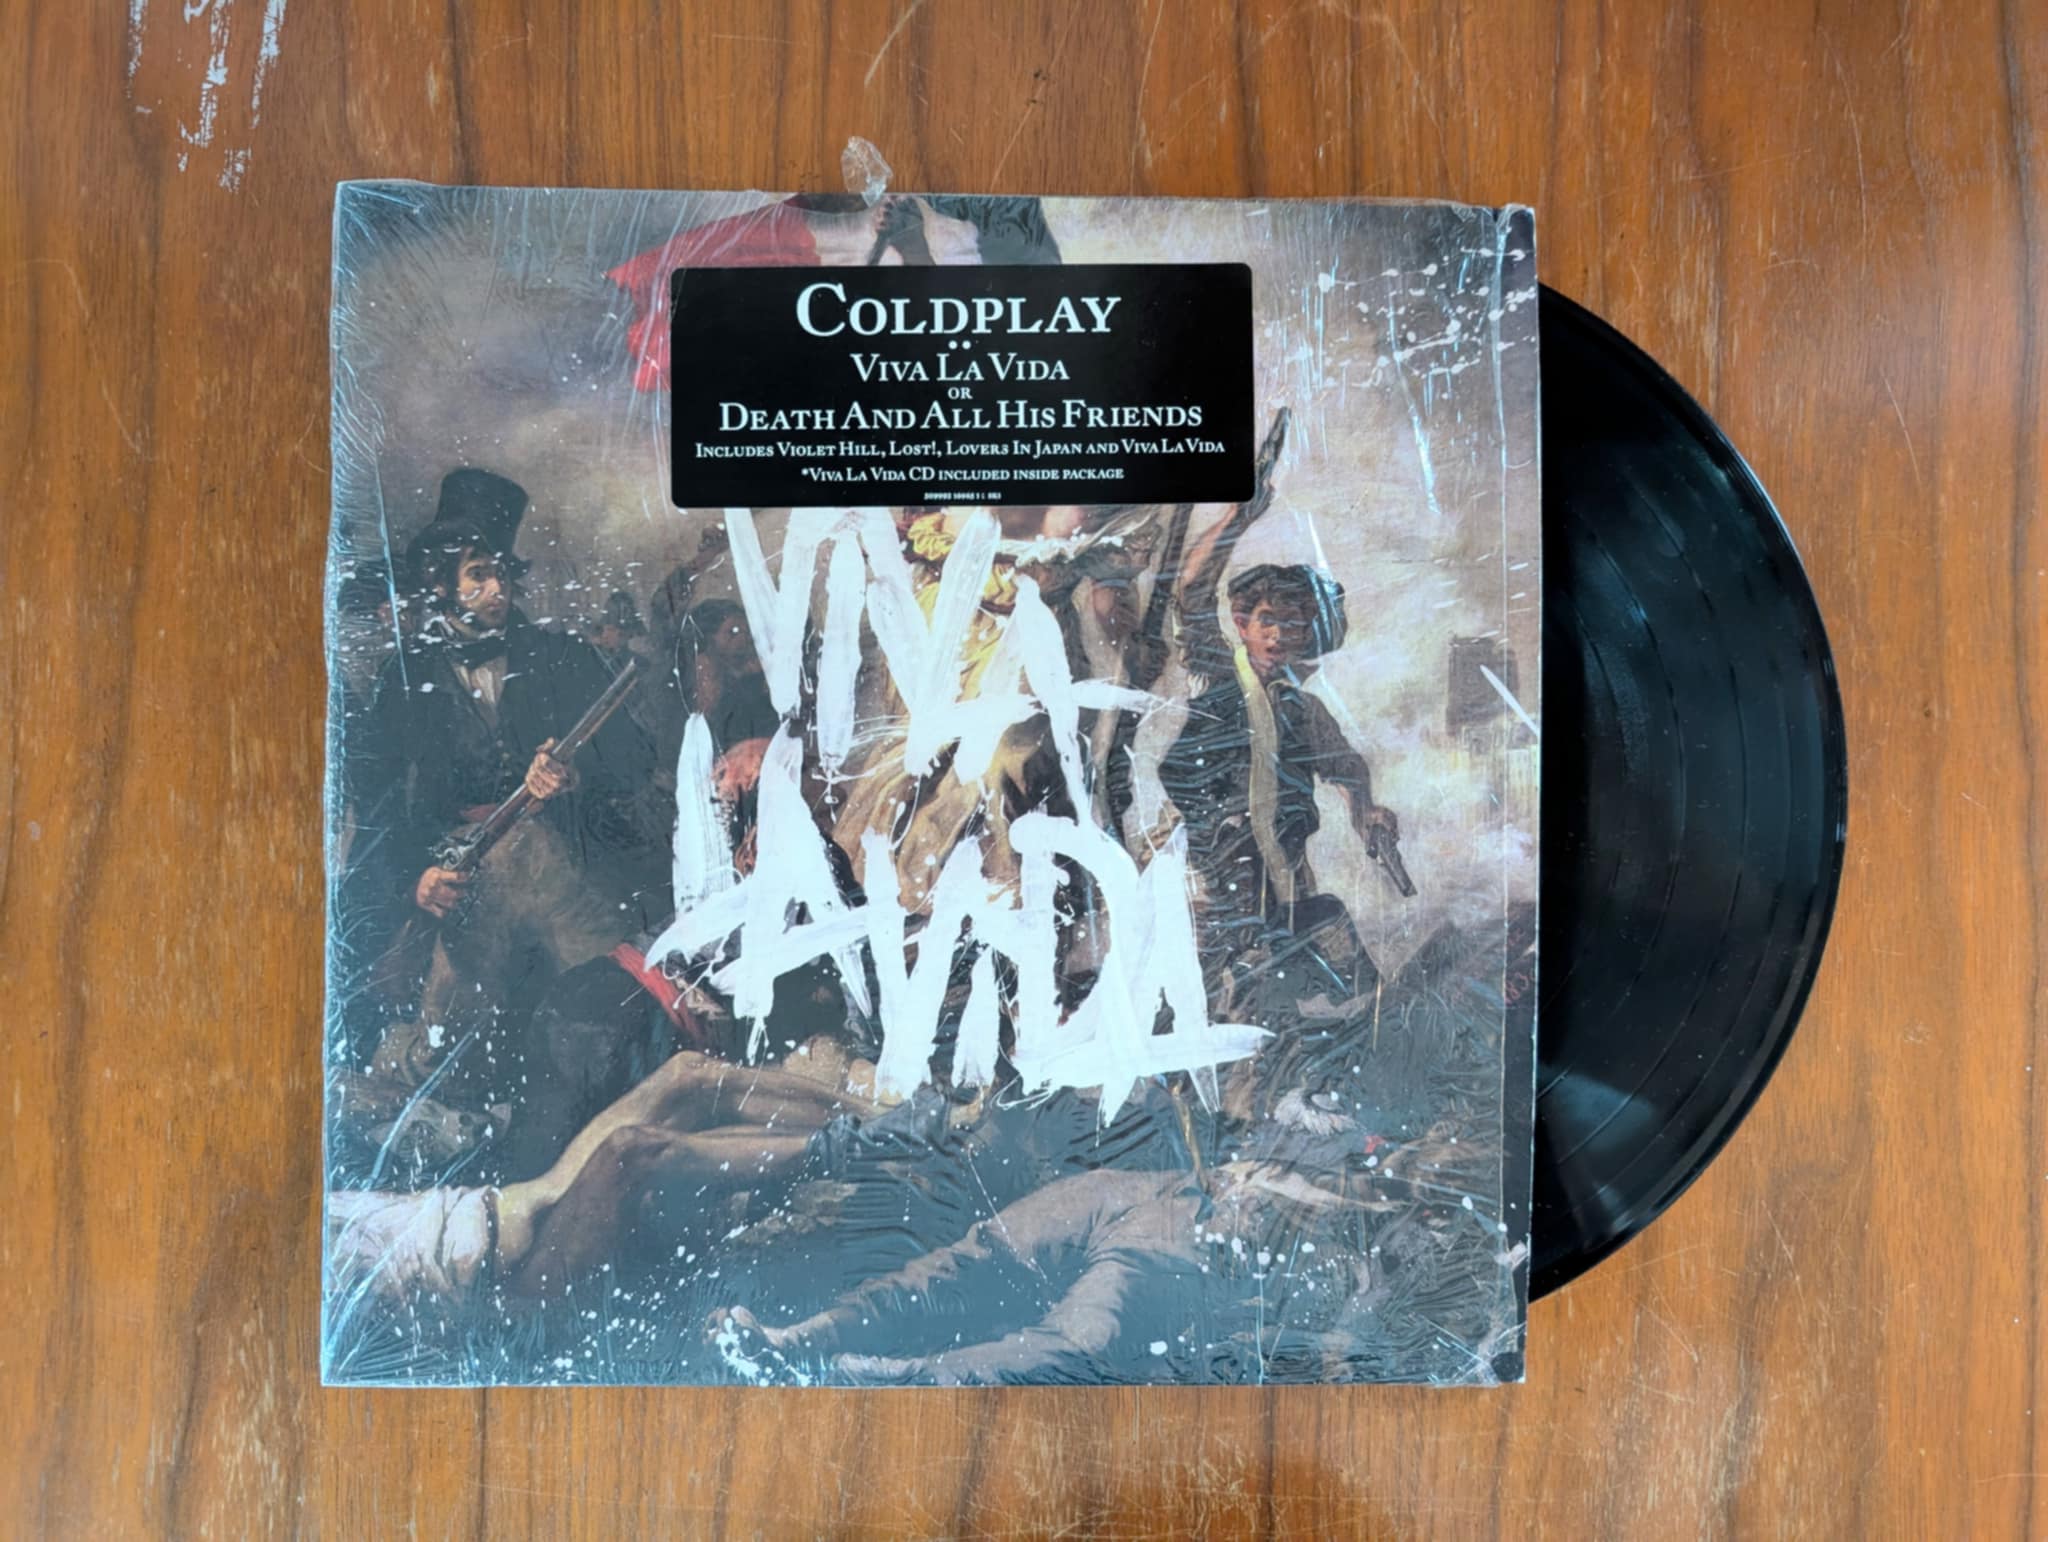 COLDPLAY
VIVA LA VIDA
OR
DEATH AND ALL HIS FRIENDS
INCLUDES VIOLET HILL, LOST!, LOVERS IN JAPAN AND VIVA LA VIDA
*VIVA LA VIDA CD INCLUDED INSIDE PACKAGE
VIVA
LA VIDA